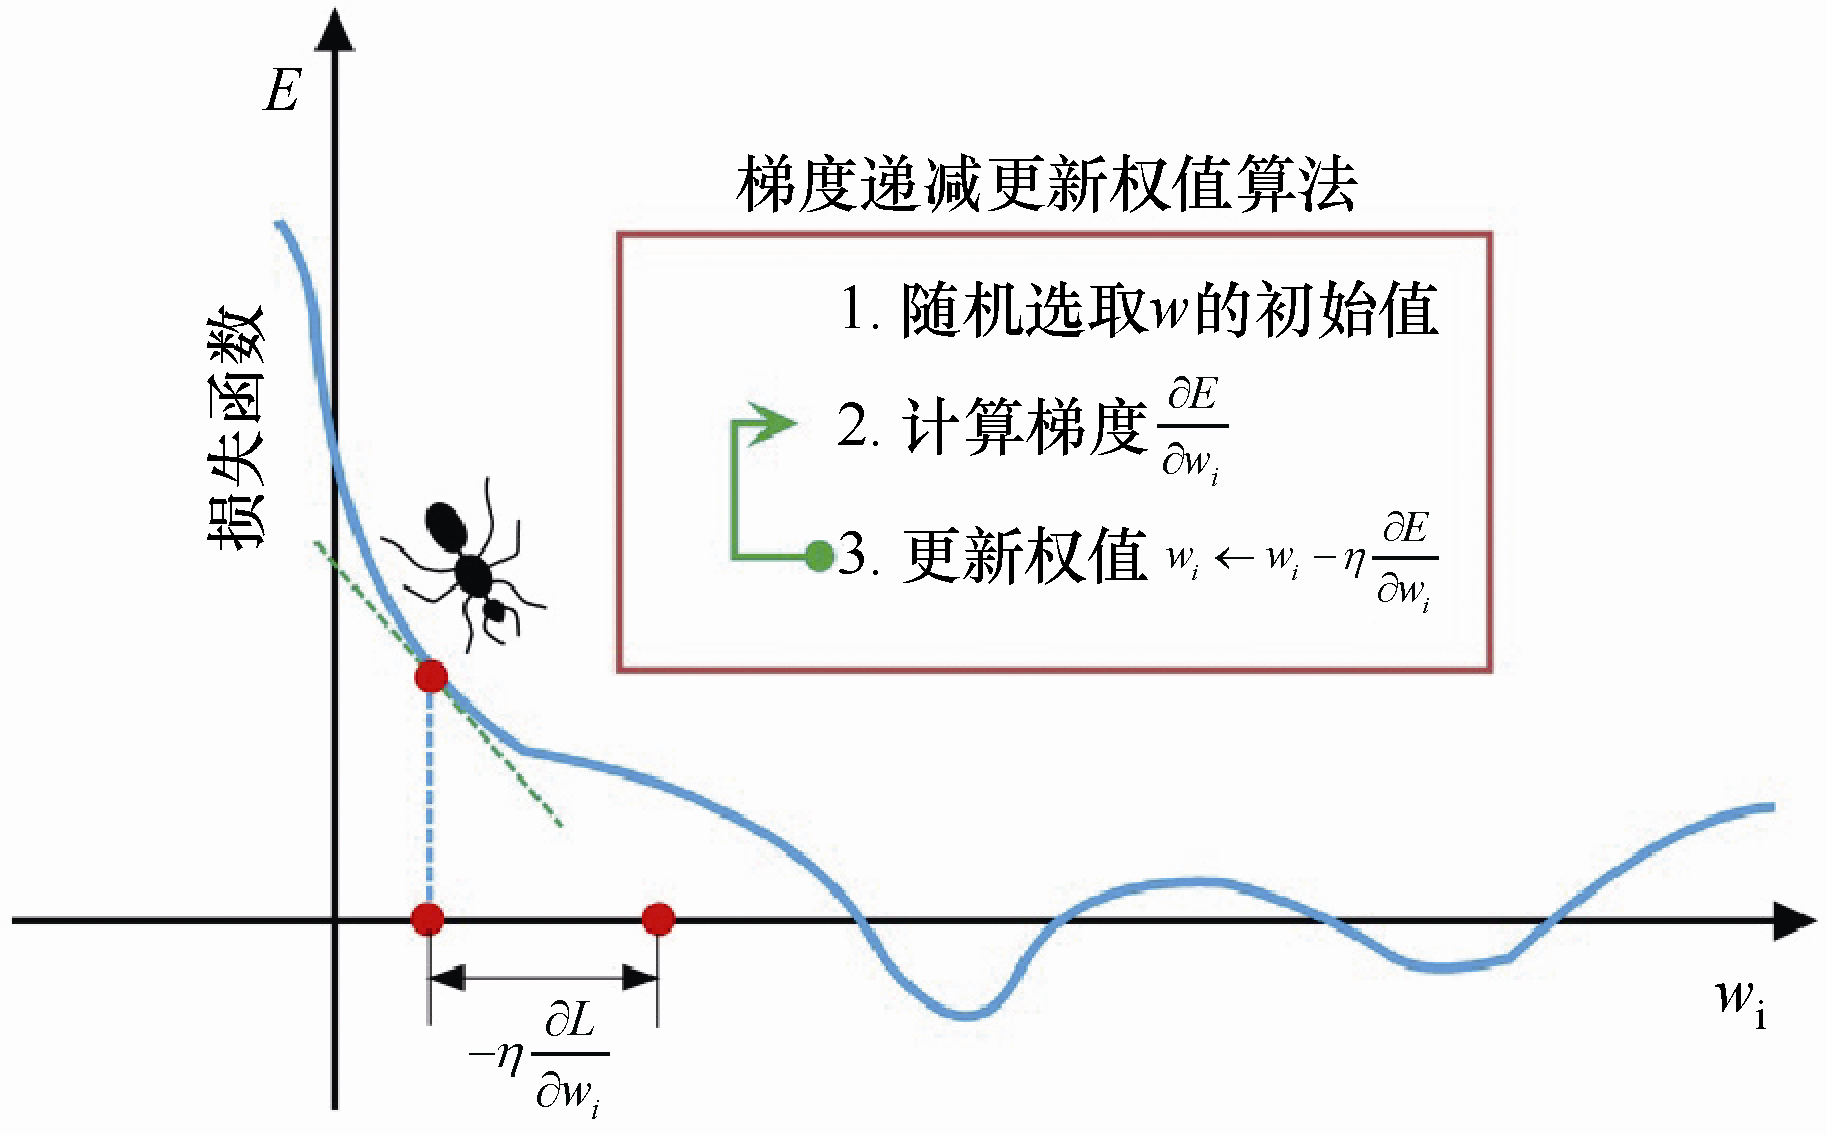 E
损失函数
梯度递减更新权值算法
1. 随机选取w的初始值
2. 计算梯度 ∂E/∂w_i
3. 更新权值 w_i ← w_i − η ∂E/∂w_i
−η ∂L/∂w_i
w_i